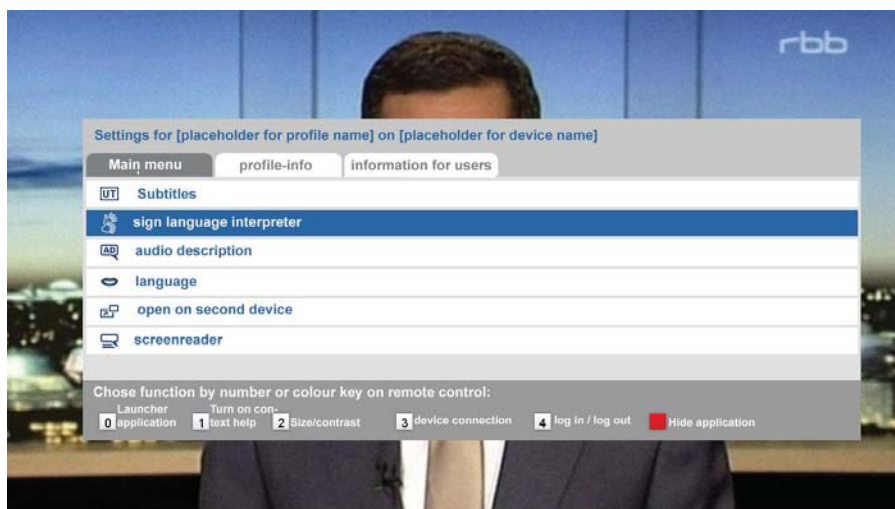 rbb
Settings for [placeholder for profile name] on [placeholder for device name]
Main menu profile-info information for users
UT Subtitles
sign language interpreter
AD audio description
language
open on second device
screenreader
Chose function by number or colour key on remote control:
0 Launcher application 1 Turn on con-text help 2 Size/contrast 3 device connection 4 log in / log out Hide application